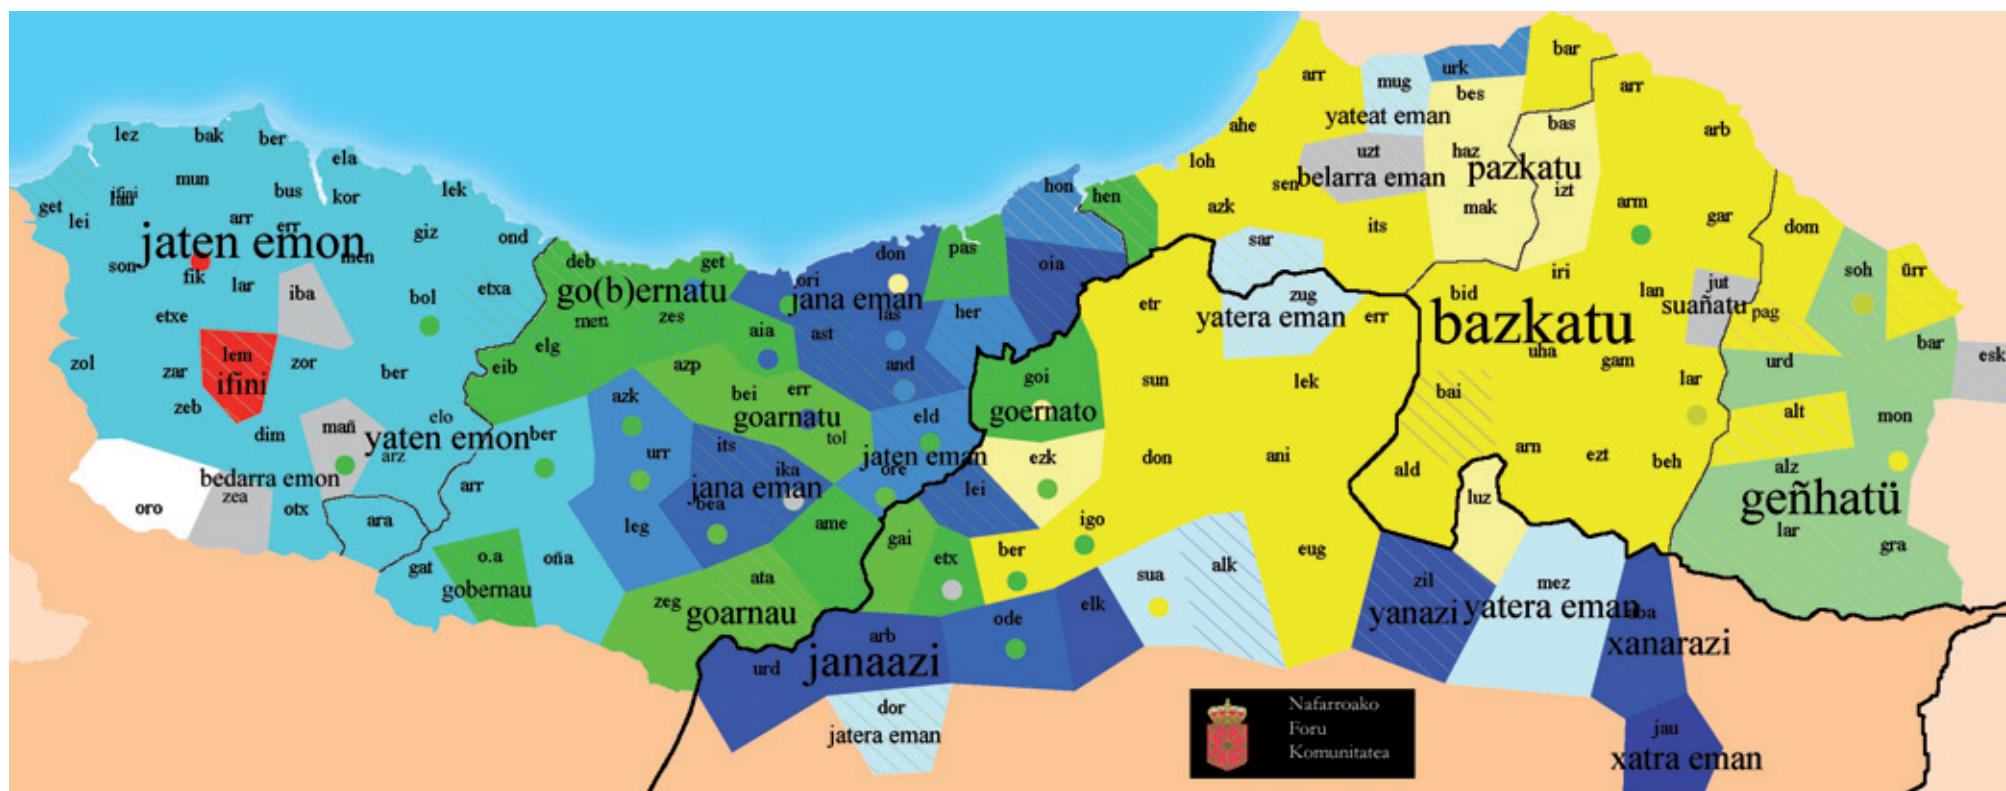 bar
arr
mug
urk
arr
bes
yateat eman
ahe
bas
arb
lez
bak
ber
ela
uzt
haz
loh
pazkatu
mun
bus
kor
lek
hon
hen
sen
belarra eman
izt
ifini
get
lei
azk
mak
arm
gar
arr
err
giz
ond
sar
its
dom
jaten emon
men
pas
don
son
fik
lar
iba
bol
etxa
deb
get
ori
oia
soh
ürr
go(b)ernatu
jana eman
las
her
etr
zug
yatera eman
err
bid
iri
lan
jut
suañatu
pag
etxe
men
zes
aia
ast
bazkatu
bar
esk
lem
ifini
zol
zar
zor
ber
eib
elg
azp
bei
err
and
goi
sun
lek
uha
gam
lar
urd
zeb
dim
mañ
elo
azk
goarnatu
tol
eld
goernato
bai
alt
mon
yaten emon
ber
arz
urr
its
ika
jaten eman
ore
ezk
don
ani
ald
arn
ezt
beh
alz
bedarra emon
zea
otx
arr
jana eman
bea
lei
luz
geñhatü
oro
ara
leg
ame
gai
igo
lar
gra
gat
o.a
oña
etx
ber
eug
gobernau
zeg
ata
goarnau
sua
alk
zil
yanazi
mez
yatera eman
aba
arb
ode
elk
urd
janaazi
xanarazi
dor
jatera eman
jau
xatra eman
Nafarroako
Foru
Komunitatea